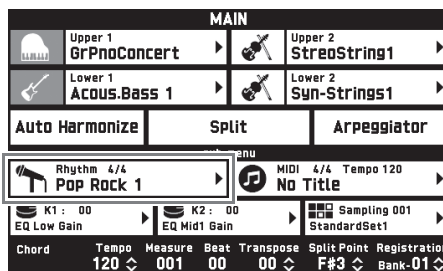 MAIN
Upper 1
GrPnoConcert
Upper 2
StreoString1
Lower 1
Acous.Bass 1
Lower 2
Syn-Strings1
Auto Harmonize
Split
Arpeggiator
menu
Rhythm 4/4
Pop Rock 1
MIDI 4/4 Tempo 120
No Title
K1 : 00
EQ Low Gain
K2 : 00
EQ Mid1 Gain
Sampling 001
StandardSet1
Chord Tempo Measure Beat Transpose Split Point Registratio
120 001 00 00 F#3 Bank-01